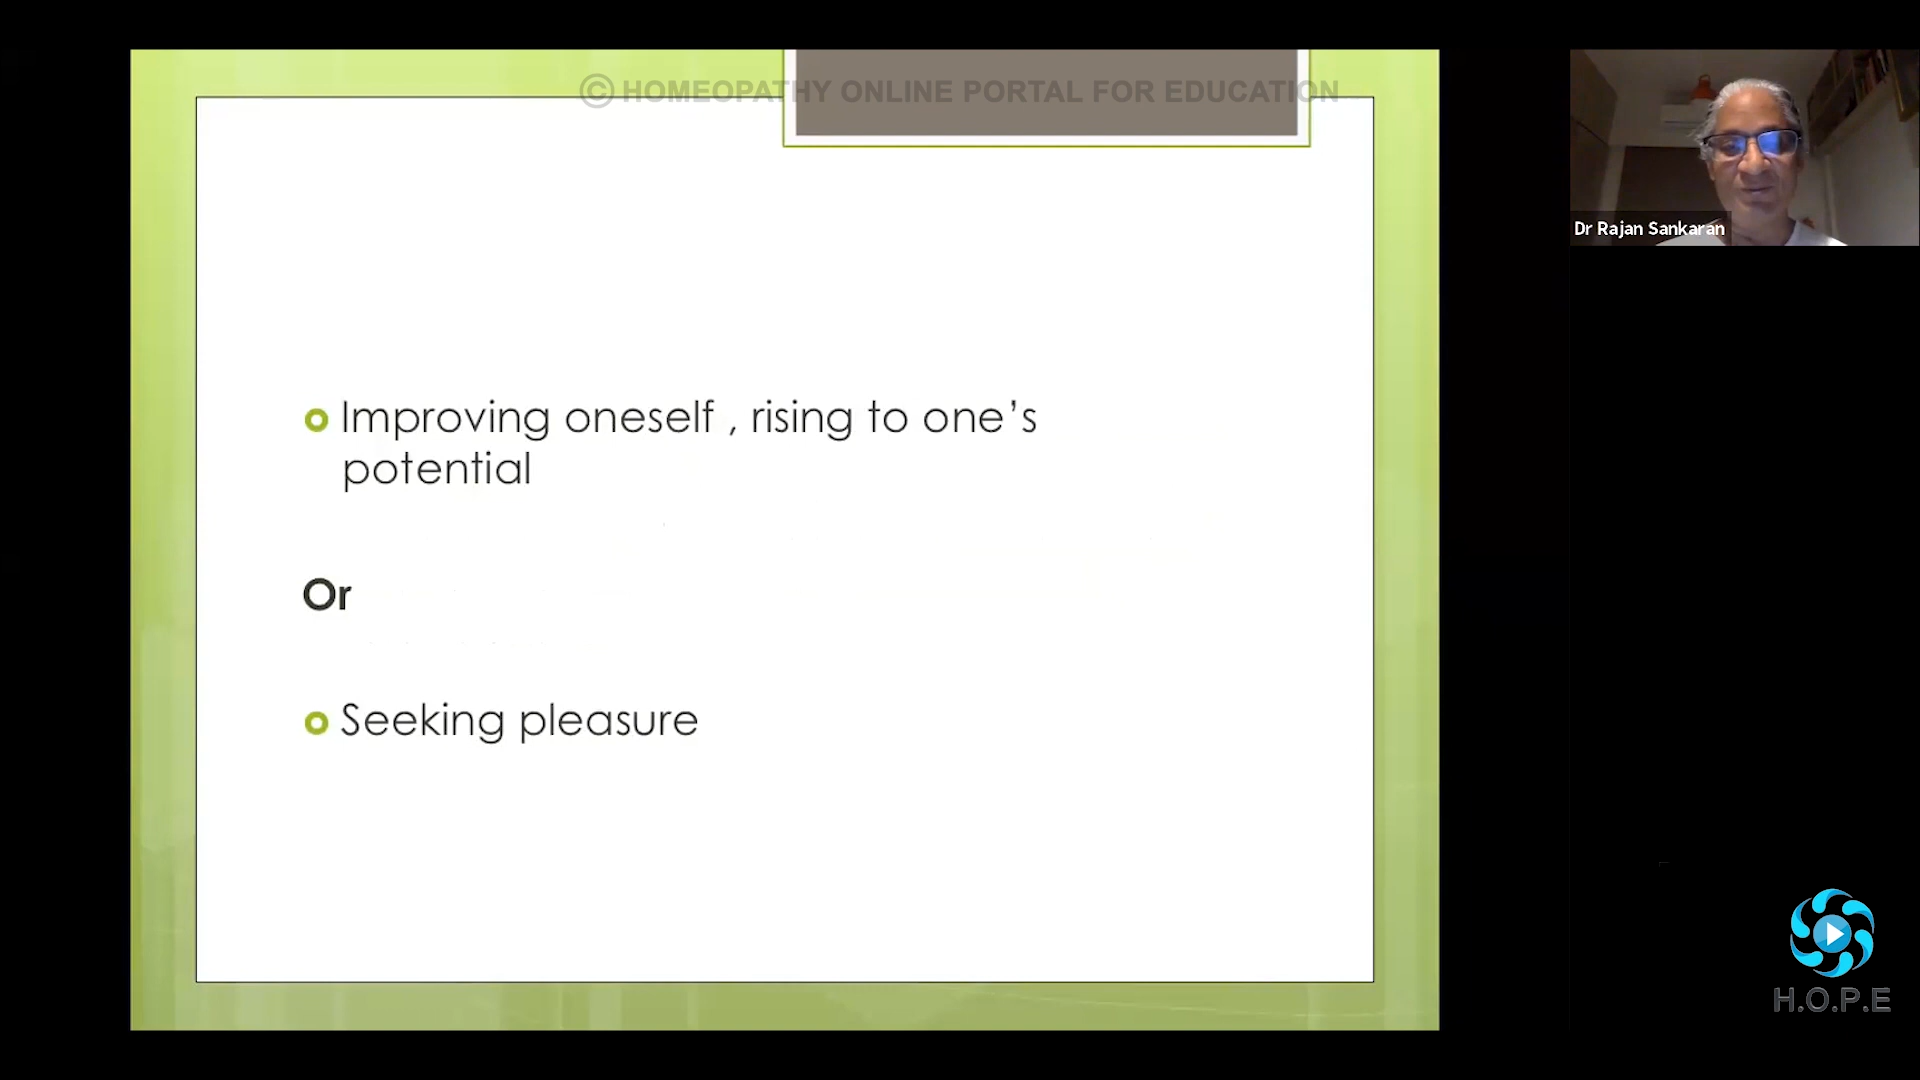 © HOMEOPATHY ONLINE PORTAL FOR EDUCATION
Improving oneself , rising to one’s
potential
Or
Seeking pleasure
Dr Rajan Sankaran
H.O.P.E